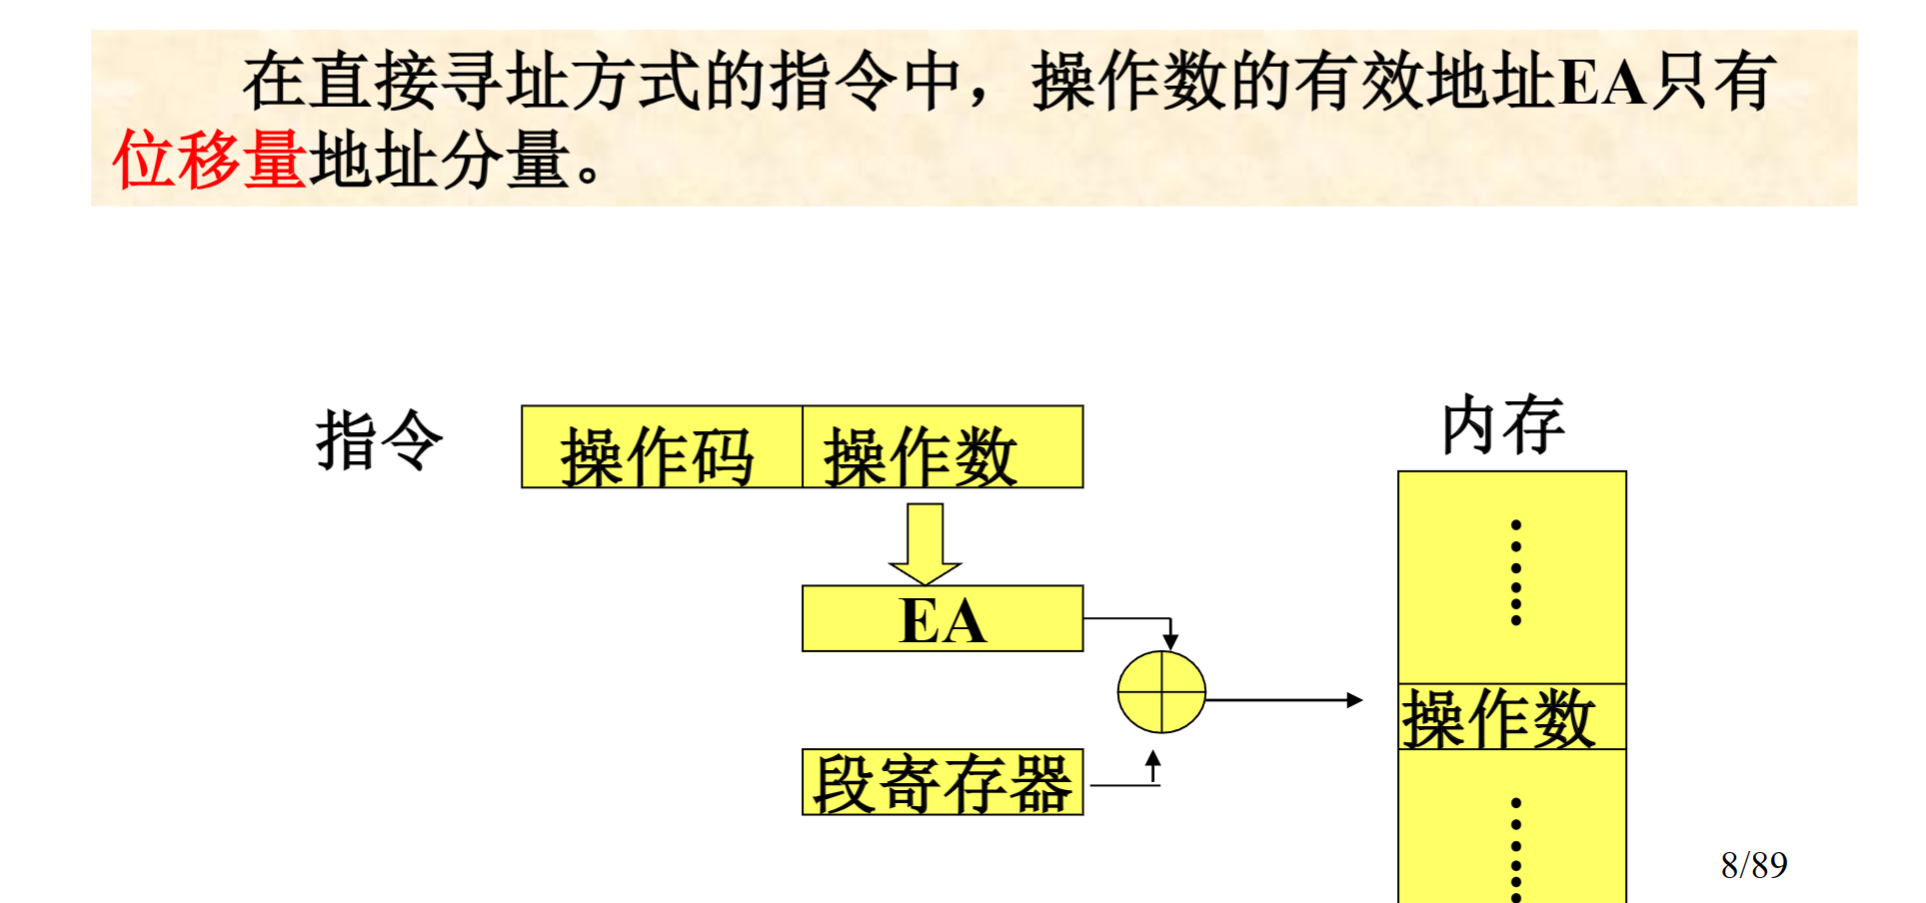 在直接寻址方式的指令中，操作数的有效地址EA只有
位移量地址分量。
指令
操作码
操作数
内存
EA
操作数
段寄存器
8/89